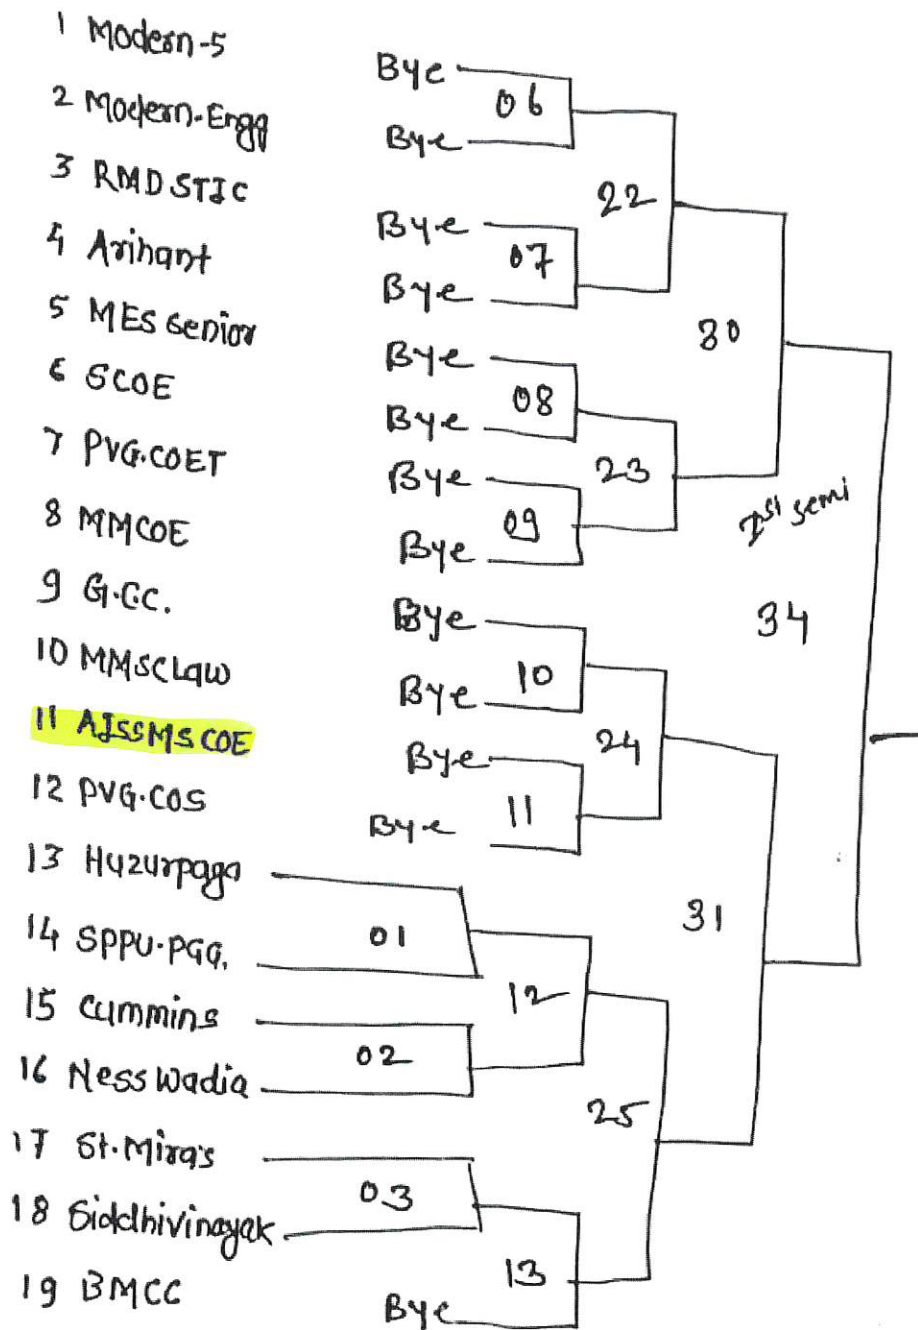 1 Modern-5
Bye
06
2 Modern-Engg
Bye
3 RMDSTIC
22
Bye
4 Arihant
07
Bye
5 MES Senior
30
Bye
6 SCOE
08
Bye
7 PVG.COET
Bye
23
1st semi
8 MMCOE
09
Bye
9 G.C.C.
Bye
34
10 MMSCLaw
10
Bye
11 AISSMS COE
24
Bye
12 PVG.COS
11
Bye
13 Huzurpaga
31
14 SPPU-PGG.
01
12
15 Cummins
02
16 Ness Wadia
25
17 St.Mira's
03
18 Siddhivinayak
13
19 BMCC
Bye